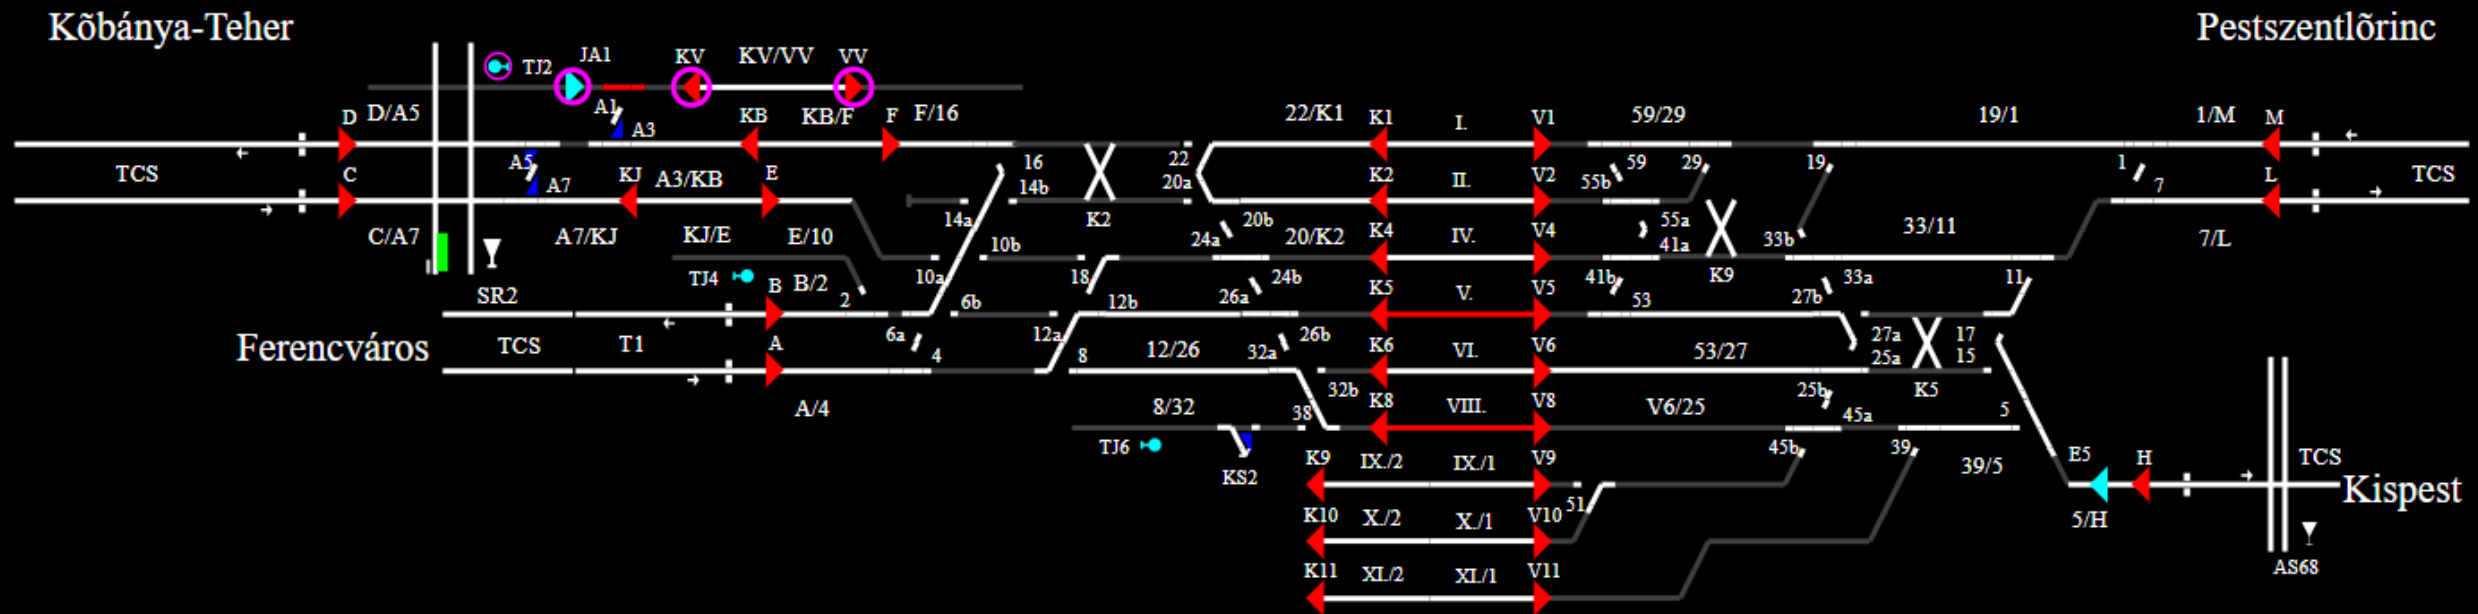 Kõbánya-Teher
Pestszentlõrinc
TJ2
JA1
KV
KV/VV
VV
D
D/A5
A1
A3
KB
KB/F
F
F/16
22/K1
K1
I.
V1
59/29
19/1
1/M
M
TCS
C
A5
A7
KJ
A3/KB
E
16
14b
22
20a
K2
II.
V2
55b
59
29
19
1
7
L
TCS
C/A7
A7/KJ
KJ/E
E/10
14a
10b
K2
24a
20b
20/K2
K4
IV.
V4
55a
41a
K9
33b
33/11
7/L
SR2
TJ4
B
B/2
2
10a
6b
18
12b
26a
24b
K5
V.
V5
41b
53
27b
33a
11
Ferencváros
TCS
T1
A
6a
4
12a
8
12/26
32a
26b
K6
VI.
V6
53/27
27a
25a
17
15
A/4
8/32
38
32b
K8
VIII.
V8
V6/25
25b
45a
K5
5
TJ6
KS2
K9
IX./2
IX./1
V9
45b
39
39/5
E5
H
TCS
Kispest
K10
X./2
X./1
V10
51
5/H
K11
XI./2
XI./1
V11
AS68